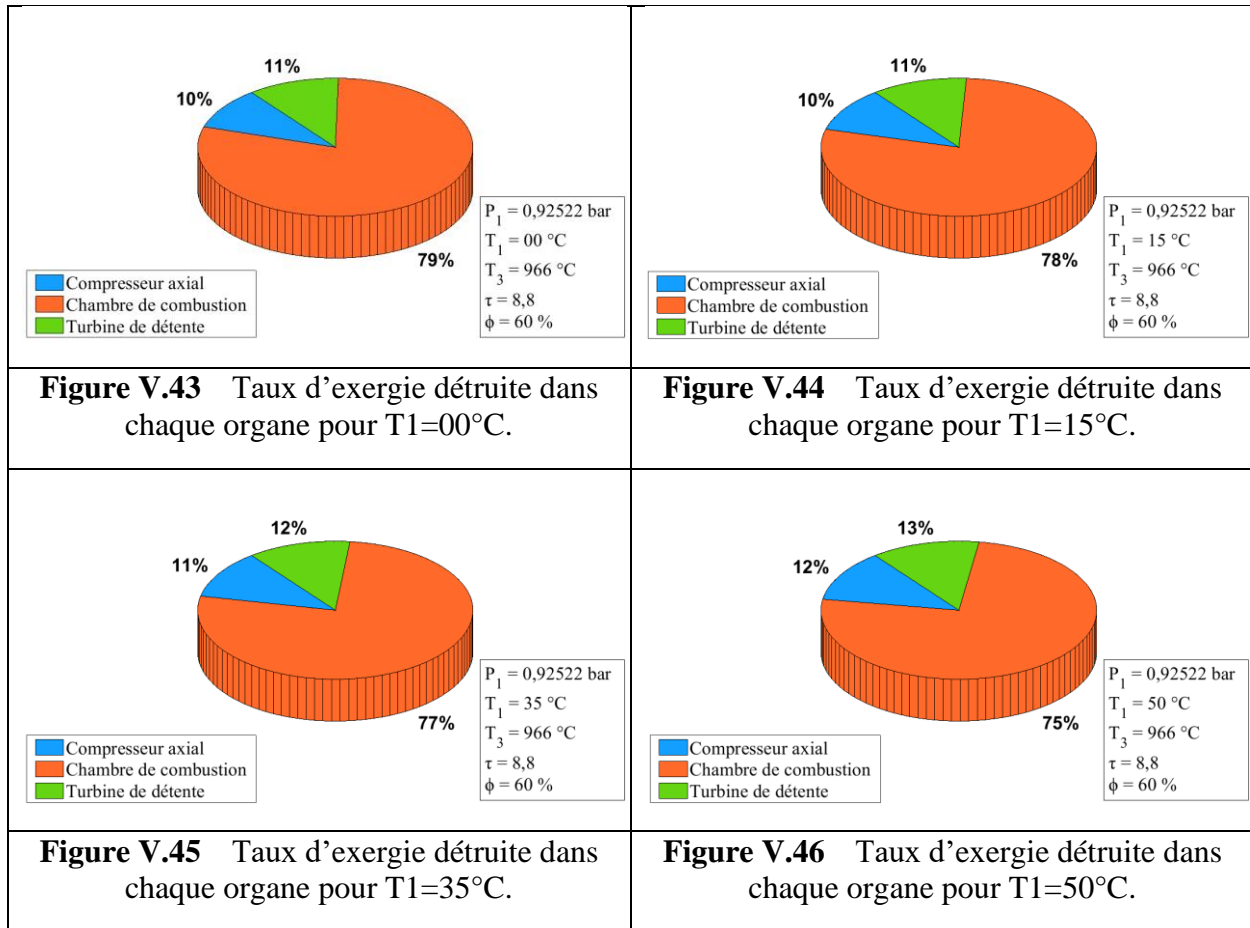 11%
10%
79%
P1 = 0,92522 bar
T1 = 00 °C
T3 = 966 °C
τ = 8,8
ϕ = 60 %
Compresseur axial
Chambre de combustion
Turbine de détente
Figure V.43 Taux d’exergie détruite dans
chaque organe pour T1=00°C.
11%
10%
78%
P1 = 0,92522 bar
T1 = 15 °C
T3 = 966 °C
τ = 8,8
ϕ = 60 %
Compresseur axial
Chambre de combustion
Turbine de détente
Figure V.44 Taux d’exergie détruite dans
chaque organe pour T1=15°C.
12%
11%
77%
P1 = 0,92522 bar
T1 = 35 °C
T3 = 966 °C
τ = 8,8
ϕ = 60 %
Compresseur axial
Chambre de combustion
Turbine de détente
Figure V.45 Taux d’exergie détruite dans
chaque organe pour T1=35°C.
13%
12%
75%
P1 = 0,92522 bar
T1 = 50 °C
T3 = 966 °C
τ = 8,8
ϕ = 60 %
Compresseur axial
Chambre de combustion
Turbine de détente
Figure V.46 Taux d’exergie détruite dans
chaque organe pour T1=50°C.